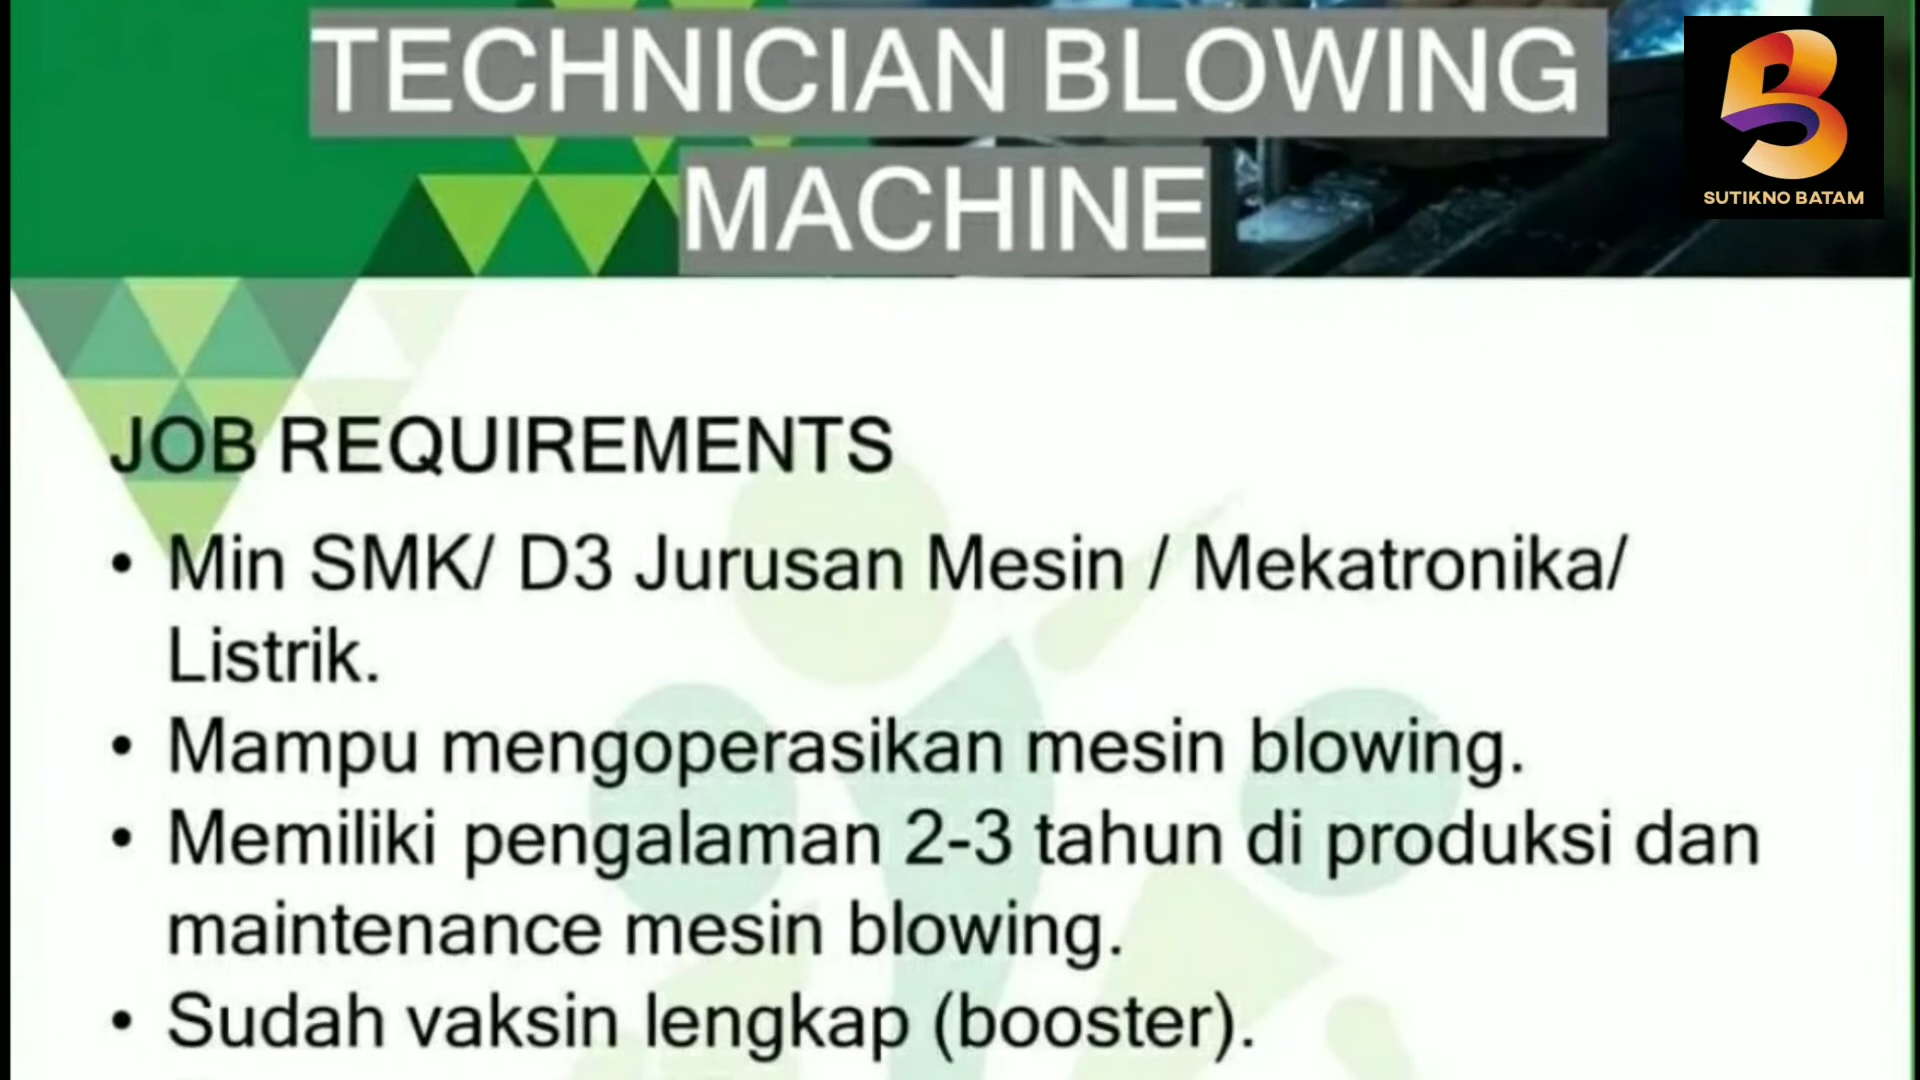 TECHNICIAN BLOWING
MACHINE
SUTIKNO BATAM
JOB REQUIREMENTS
• Min SMK/ D3 Jurusan Mesin / Mekatronika/
Listrik.
• Mampu mengoperasikan mesin blowing.
• Memiliki pengalaman 2-3 tahun di produksi dan
maintenance mesin blowing.
• Sudah vaksin lengkap (booster).